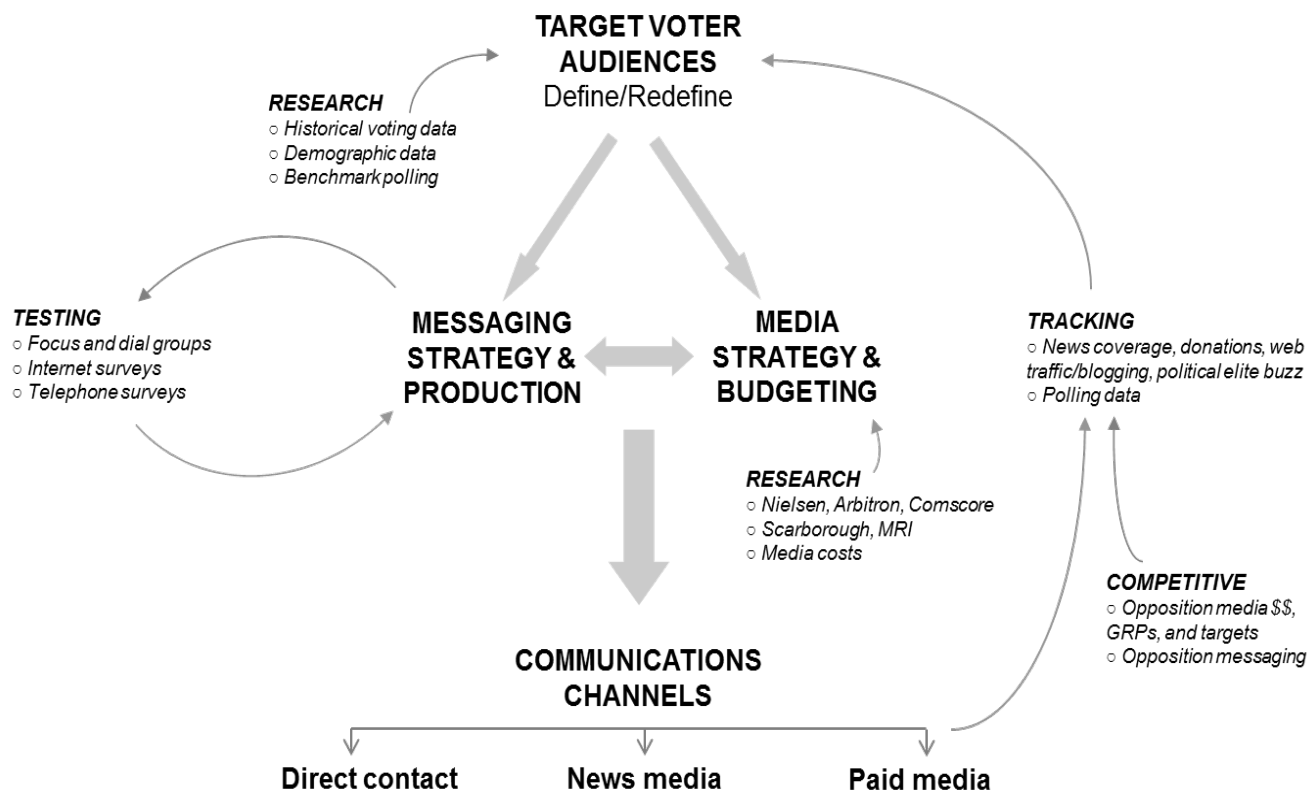 TARGET VOTER
AUDIENCES
Define/Redefine
RESEARCH
○ Historical voting data
○ Demographic data
○ Benchmark polling
TESTING
○ Focus and dial groups
○ Internet surveys
○ Telephone surveys
MESSAGING
STRATEGY &
PRODUCTION
MEDIA
STRATEGY &
BUDGETING
TRACKING
○ News coverage, donations, web
traffic/blogging, political elite buzz
○ Polling data
RESEARCH
○ Nielsen, Arbitron, Comscore
○ Scarborough, MRI
○ Media costs
COMPETITIVE
○ Opposition media $$,
GRPs, and targets
○ Opposition messaging
COMMUNICATIONS
CHANNELS
Direct contact
News media
Paid media